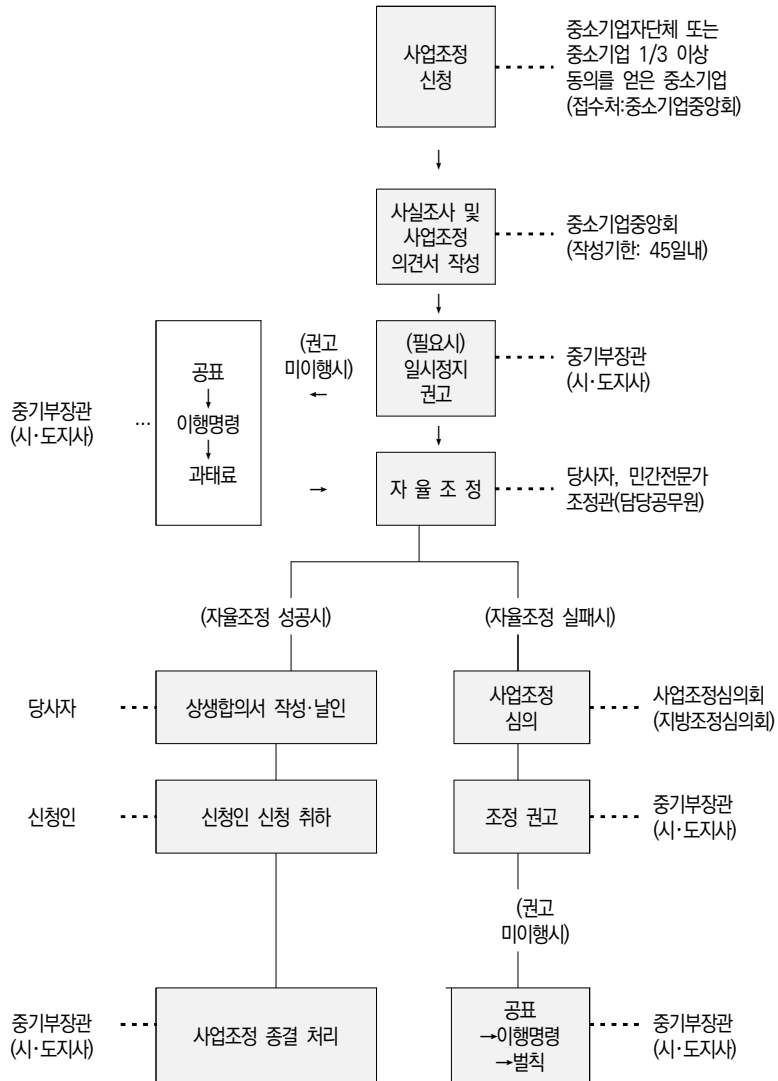 사업조정
신청
중소기업자단체 또는
중소기업 1/3 이상
동의를 얻은 중소기업
(접수처:중소기업중앙회)
↓
사실조사 및
사업조정
의견서 작성
중소기업중앙회
(작성기한: 45일내)
↓
(필요시)
일시정지
권고
중기부장관
(시·도지사)
(권고
미이행시)
←
공표
↓
이행명령
↓
과태료
중기부장관
(시·도지사)
…
→
↓
자 율 조 정
당사자, 민간전문가
조정관(담당공무원)
(자율조정 성공시)
(자율조정 실패시)
당사자
상생합의서 작성·날인
사업조정
심의
사업조정심의회
(지방조정심의회)
신청인
신청인 신청 취하
조정 권고
중기부장관
(시·도지사)
(권고
미이행시)
중기부장관
(시·도지사)
사업조정 종결 처리
공표
→이행명령
→벌칙
중기부장관
(시·도지사)